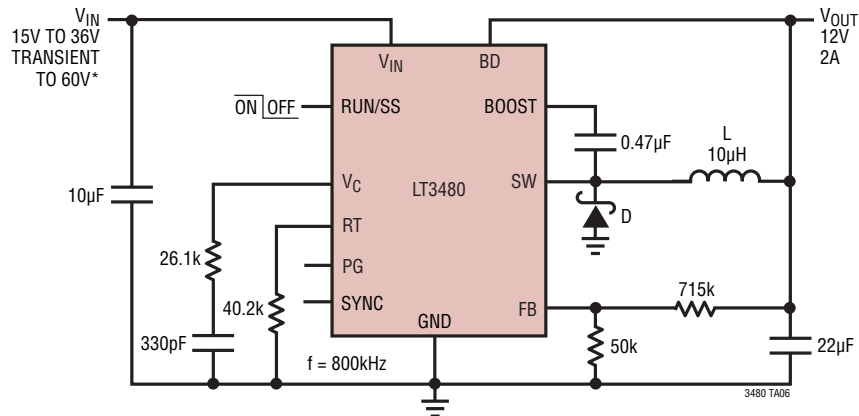 VIN
15V TO 36V
TRANSIENT
TO 60V*
VOUT
12V
2A
VIN
BD
ON OFF
RUN/SS
BOOST
0.47µF
L
10µH
VC
LT3480
SW
10µF
RT
D
26.1k
PG
40.2k
SYNC
FB
715k
GND
330pF
f = 800kHz
50k
22µF
3480 TA06